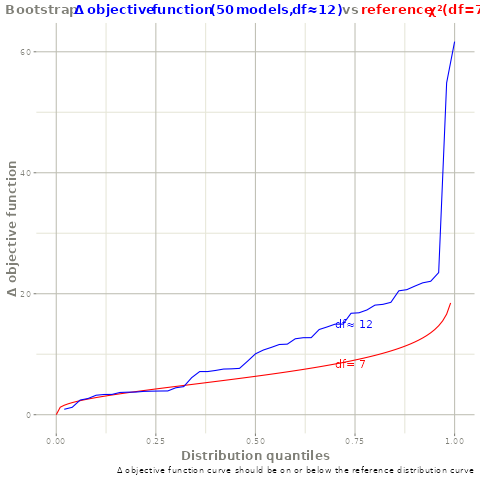 Bootstrap Δ objective function (50 models, df≈12) vs reference χ²(df=7
60
40
20
0
df≈ 12
df= 7
0.00 0.25 0.50 0.75 1.00
Δ objective function
Distribution quantiles
Δ objective function curve should be on or below the reference distribution curve